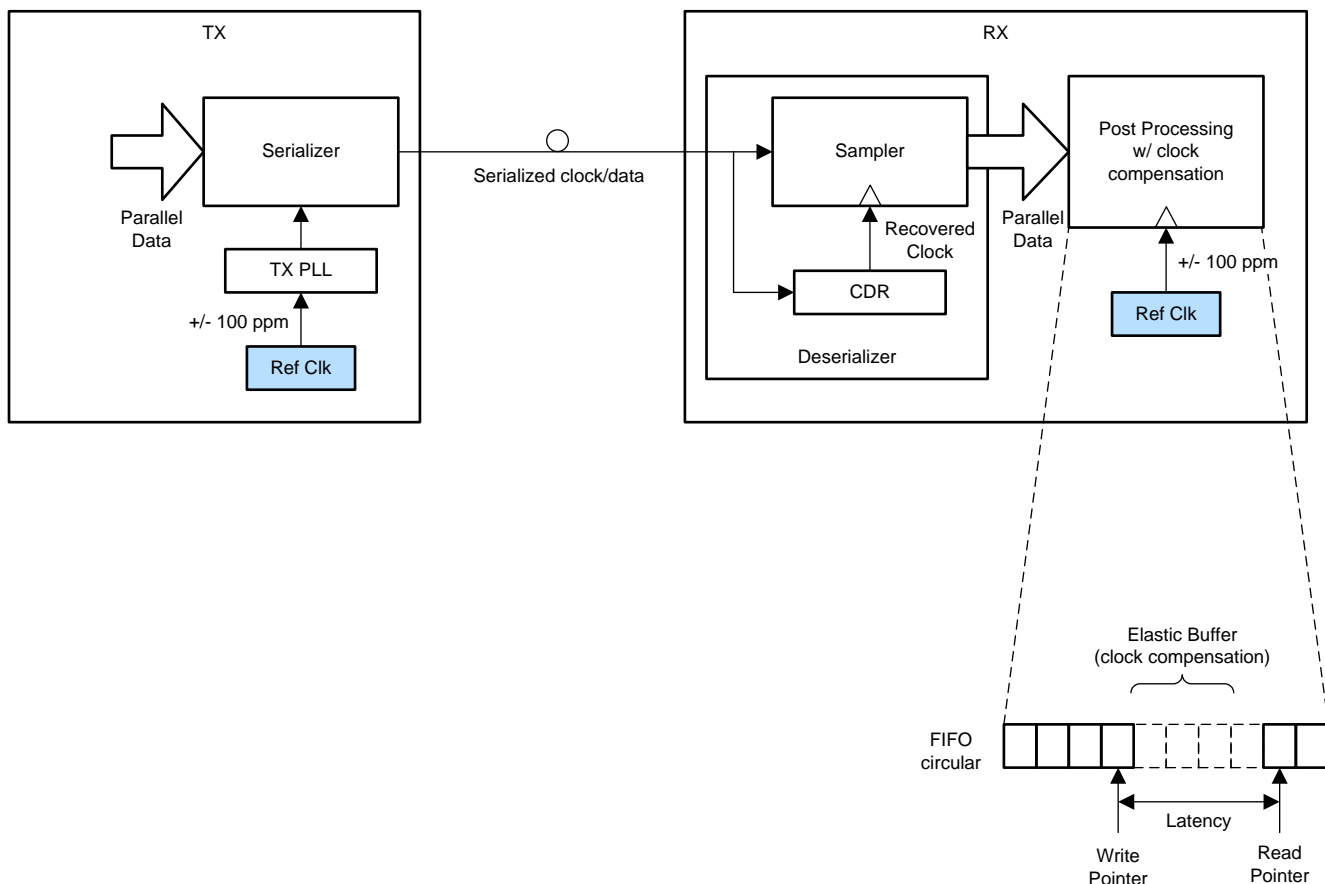 TX
Serializer
Parallel
Data
TX PLL
+/- 100 ppm
Ref Clk
Serialized clock/data
RX
Sampler
Recovered
Clock
CDR
Deserializer
Parallel
Data
Post Processing
w/ clock
compensation
+/- 100 ppm
Ref Clk
Elastic Buffer
(clock compensation)
FIFO
circular
Latency
Write
Pointer
Read
Pointer